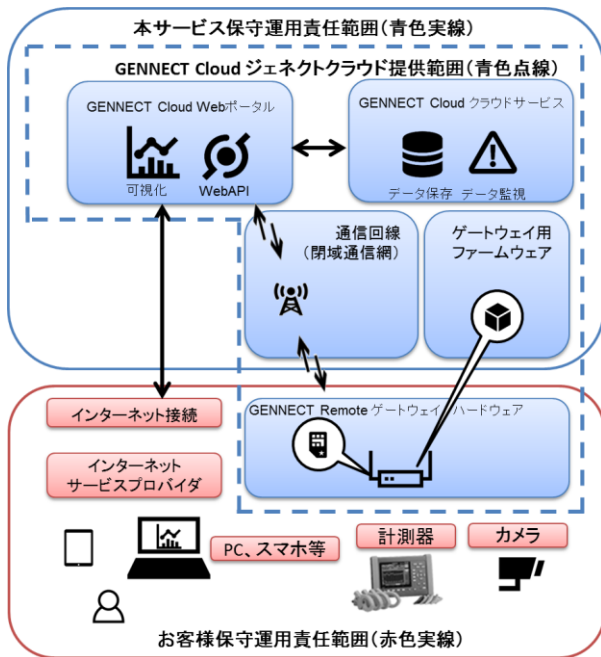 本サービス保守運用責任範囲(青色実線)
GENNECT Cloud ジェネクトクラウド提供範囲(青色点線)
GENNECT Cloud Webポータル
可視化
WebAPI
GENNECT Cloud クラウドサービス
データ保存
データ監視
通信回線
(閉域通信網)
ゲートウェイ用
ファームウェア
インターネット接続
GENNECT Remote ゲートウェイ ハードウェア
インターネット
サービスプロバイダ
PC、スマホ等
計測器
カメラ
お客様保守運用責任範囲(赤色実線)